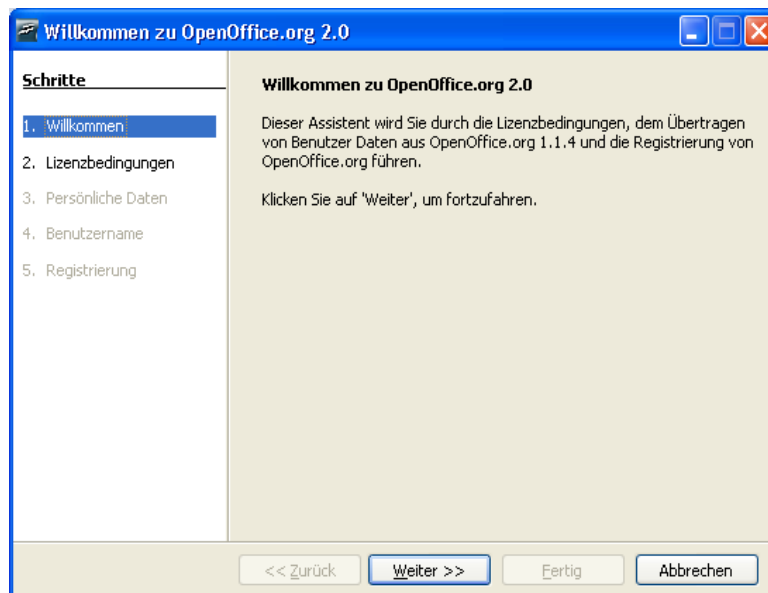 Willkommen zu OpenOffice.org 2.0
Schritte
1. Willkommen
2. Lizenzbedingungen
3. Persönliche Daten
4. Benutzername
5. Registrierung
Willkommen zu OpenOffice.org 2.0
Dieser Assistent wird Sie durch die Lizenzbedingungen, dem Übertragen
von Benutzer Daten aus OpenOffice.org 1.1.4 und die Registrierung von
OpenOffice.org führen.
Klicken Sie auf 'Weiter', um fortzufahren.
<< Zurück
Weiter >>
Fertig
Abbrechen